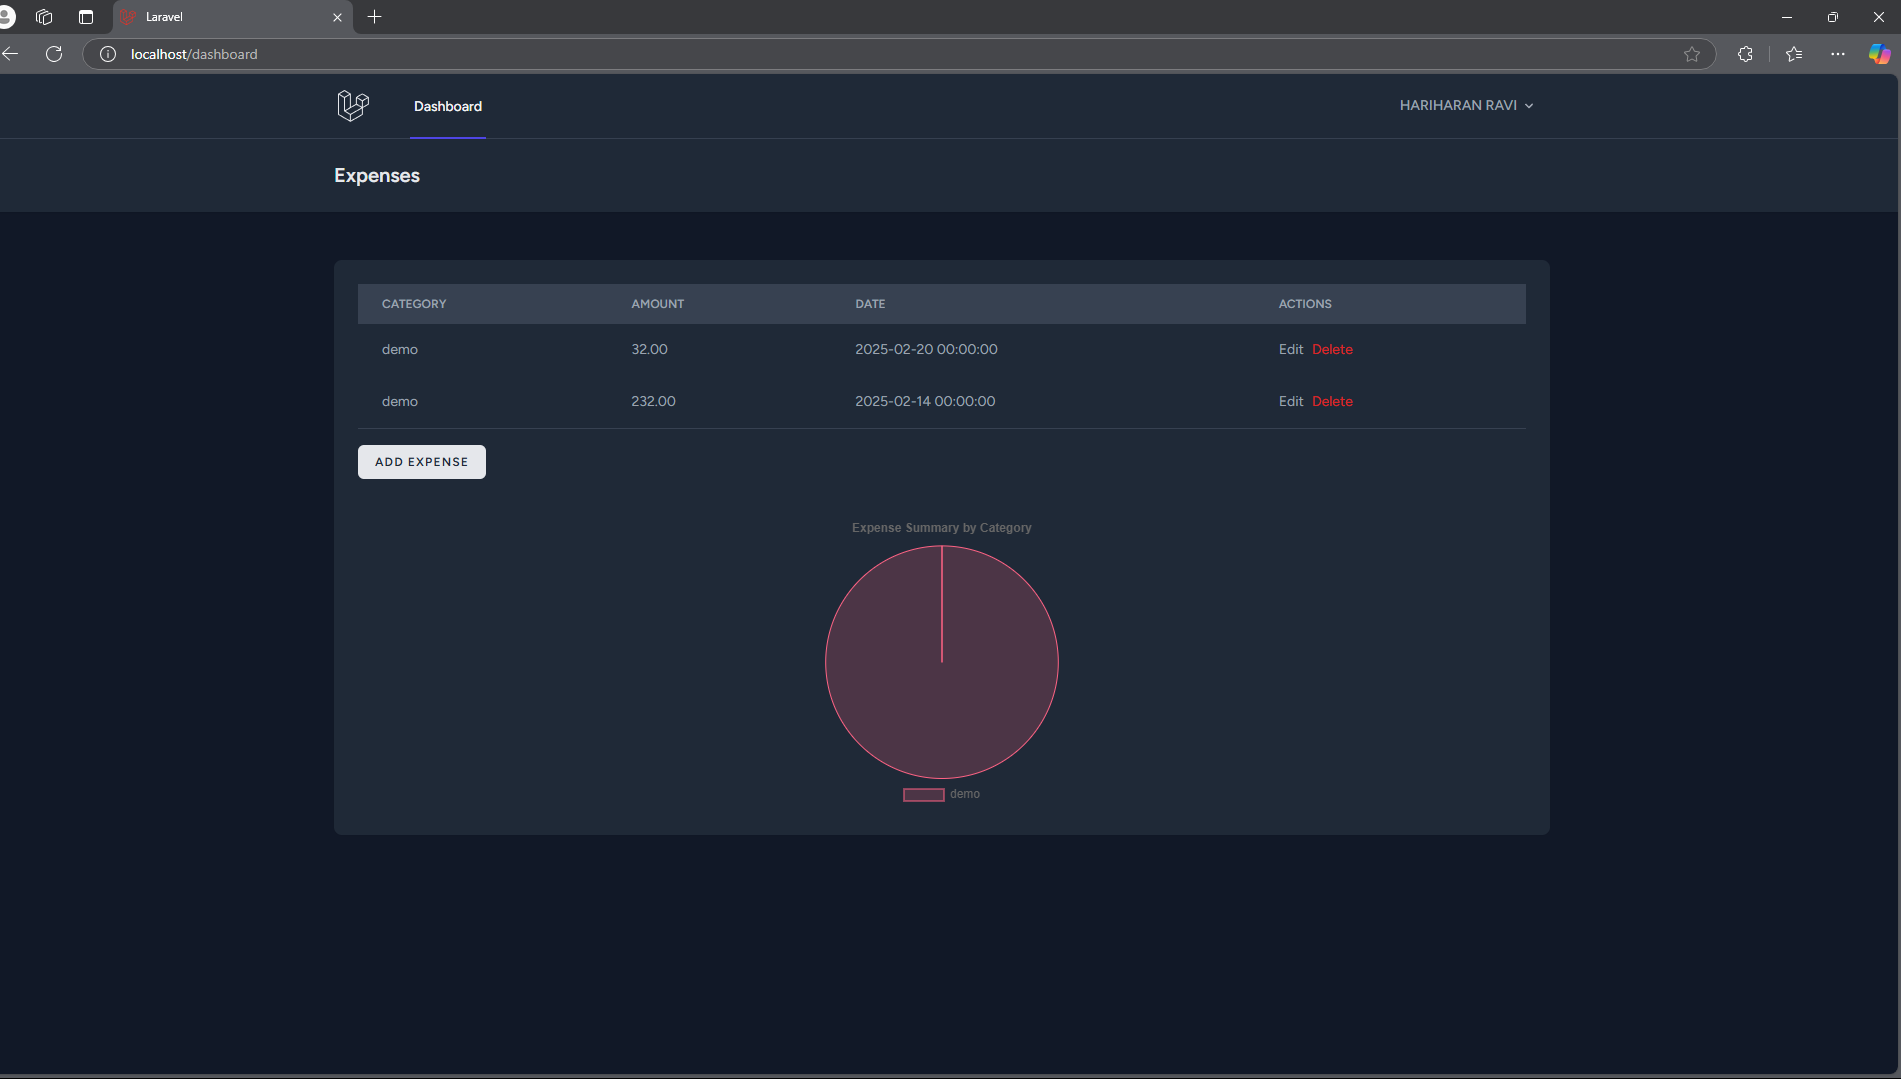 Laravel
localhost/dashboard
Dashboard
HARIHARAN RAVI
Expenses
CATEGORY AMOUNT DATE ACTIONS
demo 32.00 2025-02-20 00:00:00 Edit Delete
demo 232.00 2025-02-14 00:00:00 Edit Delete
ADD EXPENSE
Expense Summary by Category
demo